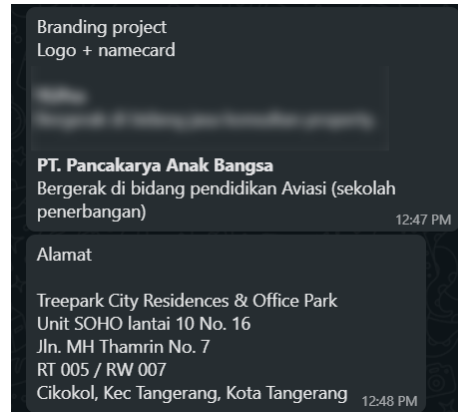 Branding project
Logo + namecard
PT. Pancakarya Anak Bangsa
Bergerak di bidang pendidikan Aviasi (sekolah
penerbangan)
12:47 PM
Alamat
Treepark City Residences & Office Park
Unit SOHO lantai 10 No. 16
Jln. MH Thamrin No. 7
RT 005 / RW 007
Cikokol, Kec Tangerang, Kota Tangerang
12:48 PM